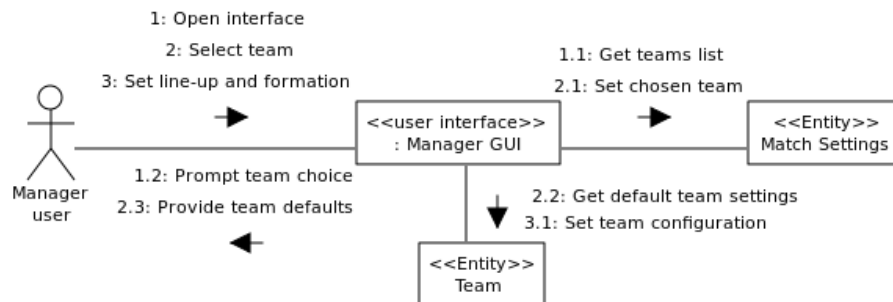 1: Open interface
2: Select team
3: Set line-up and formation
1.1: Get teams list
2.1: Set chosen team
<<user interface>>
: Manager GUI
<<Entity>>
Match Settings
Manager
user
1.2: Prompt team choice
2.3: Provide team defaults
2.2: Get default team settings
3.1: Set team configuration
<<Entity>>
Team